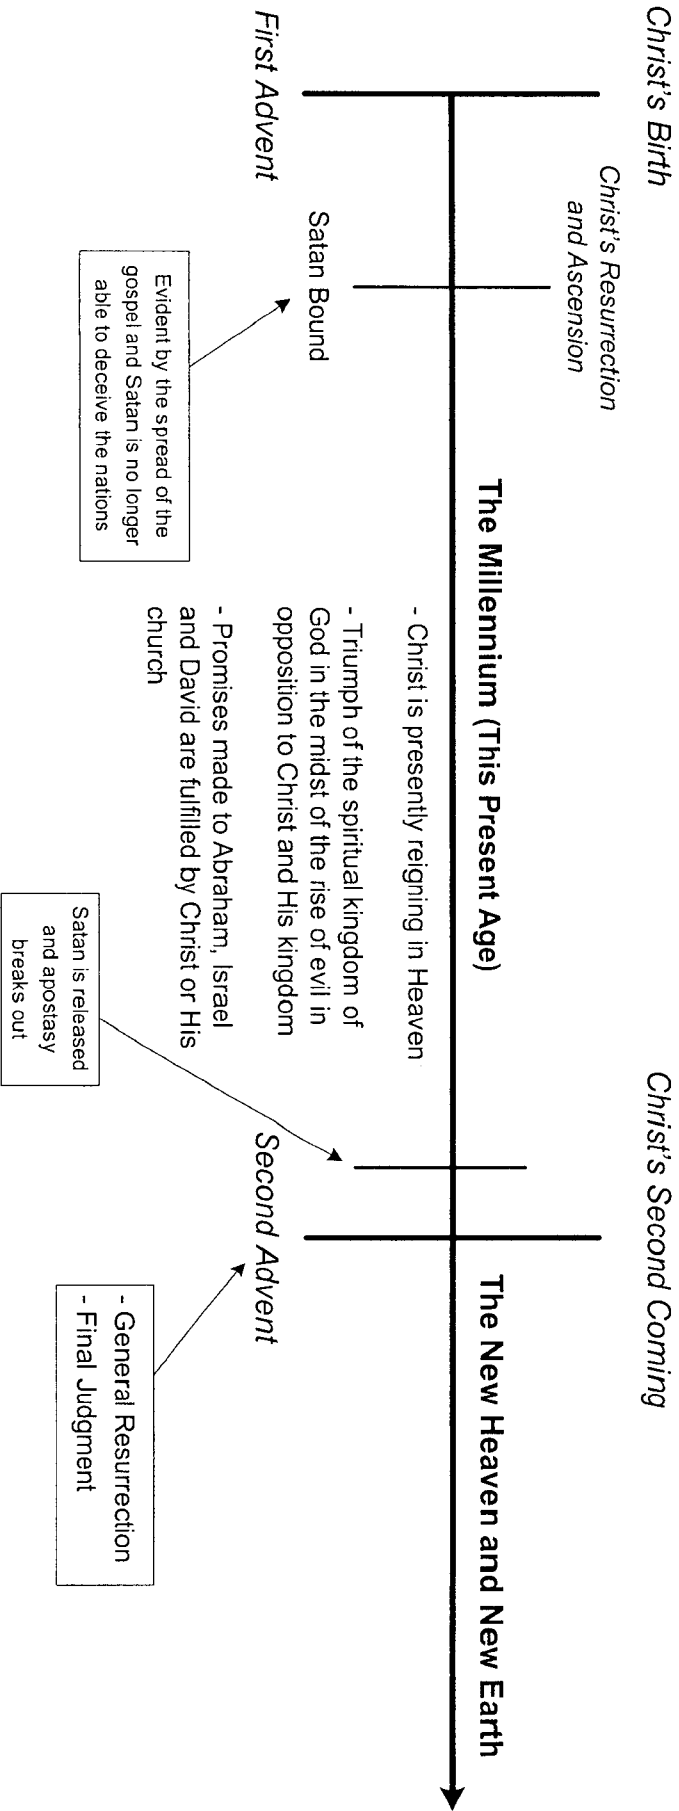 Christ's Birth
Christ's Resurrection
and Ascension
Christ's Second Coming
The Millennium (This Present Age)
The New Heaven and New Earth
- Christ is presently reigning in Heaven
- Triumph of the spiritual kingdom of
God in the midst of the rise of evil in
opposition to Christ and His kingdom
- Promises made to Abraham, Israel
and David are fulfilled by Christ or His
church
First Advent
Satan Bound
Second Advent
Evident by the spread of the
gospel and Satan is no longer
able to deceive the nations
Satan is released
and apostasy
breaks out
- General Resurrection
- Final Judgment